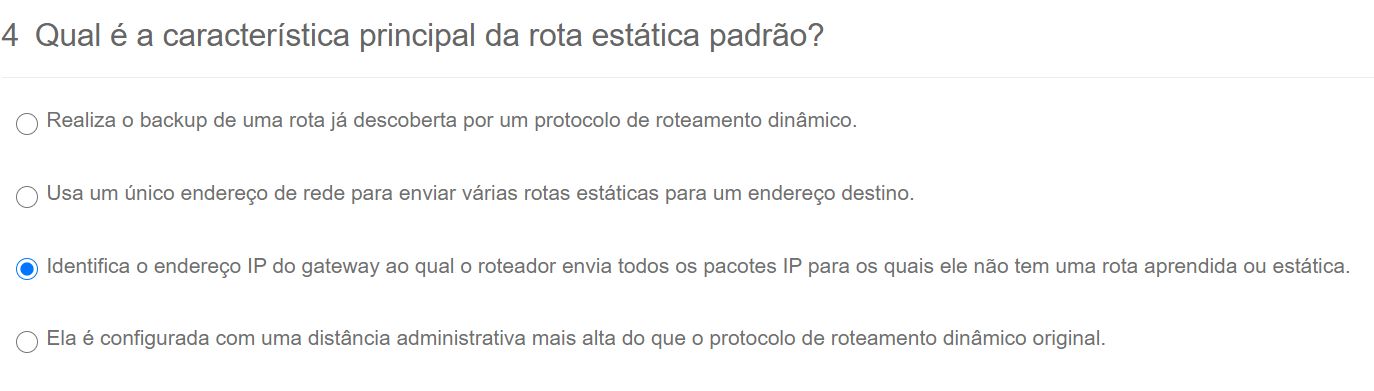 4 Qual é a característica principal da rota estática padrão?
Realiza o backup de uma rota já descoberta por um protocolo de roteamento dinâmico.
Usa um único endereço de rede para enviar várias rotas estáticas para um endereço destino.
Identifica o endereço IP do gateway ao qual o roteador envia todos os pacotes IP para os quais ele não tem uma rota aprendida ou estática.
Ela é configurada com uma distância administrativa mais alta do que o protocolo de roteamento dinâmico original.